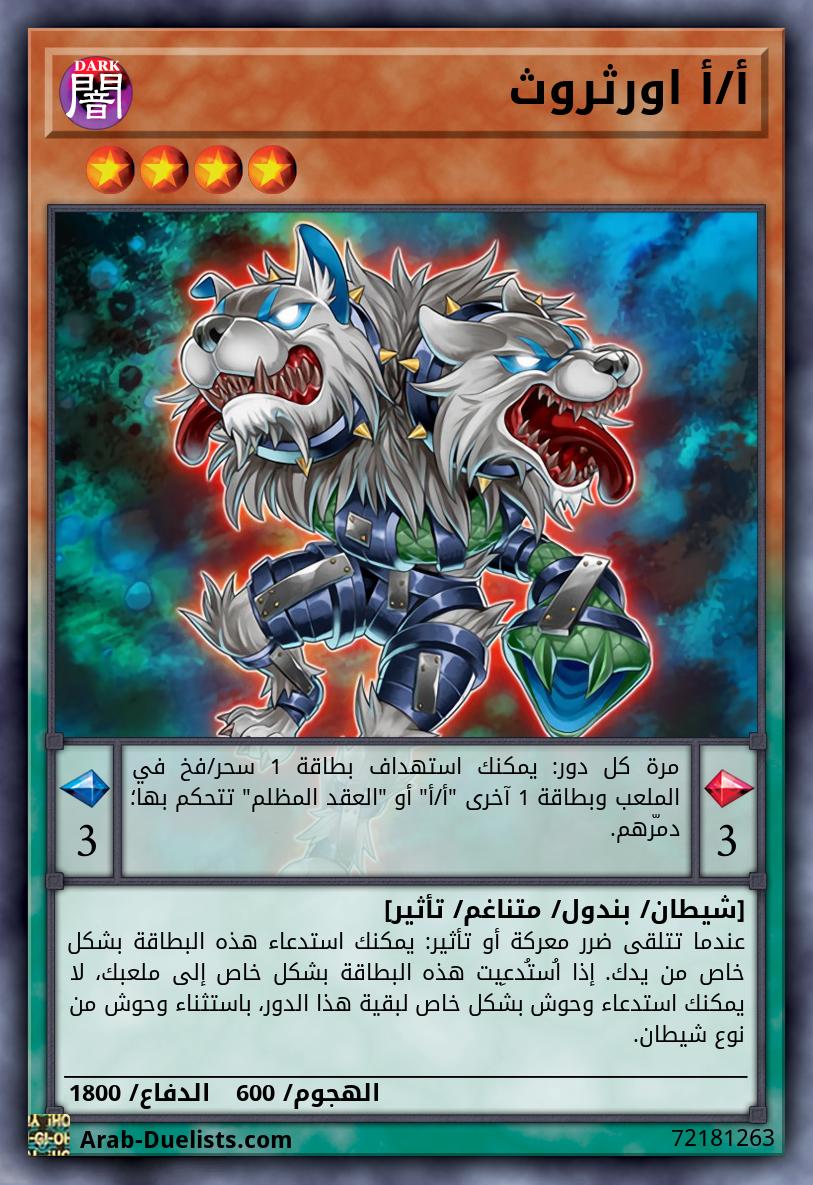 أ/أ اورثروث
DARK
闇
مرة كل دور: يمكنك استهداف بطاقة 1 سحر/فخ في
الملعب وبطاقة 1 آخرى "أ/أ" أو "العقد المظلم" تتحكم بها؛
دمّرهم.
3
3
[شيطان/ بندول/ متناغم/ تأثير]
عندما تتلقى ضرر معركة أو تأثير: يمكنك استدعاء هذه البطاقة بشكل
خاص من يدك. إذا اُستُدعِيت هذه البطاقة بشكل خاص إلى ملعبك، لا
يمكنك استدعاء وحوش بشكل خاص لبقية هذا الدور، باستثناء وحوش من
نوع شيطان.
الهجوم/ 600 الدفاع/ 1800
Arab-Duelists.com
72181263